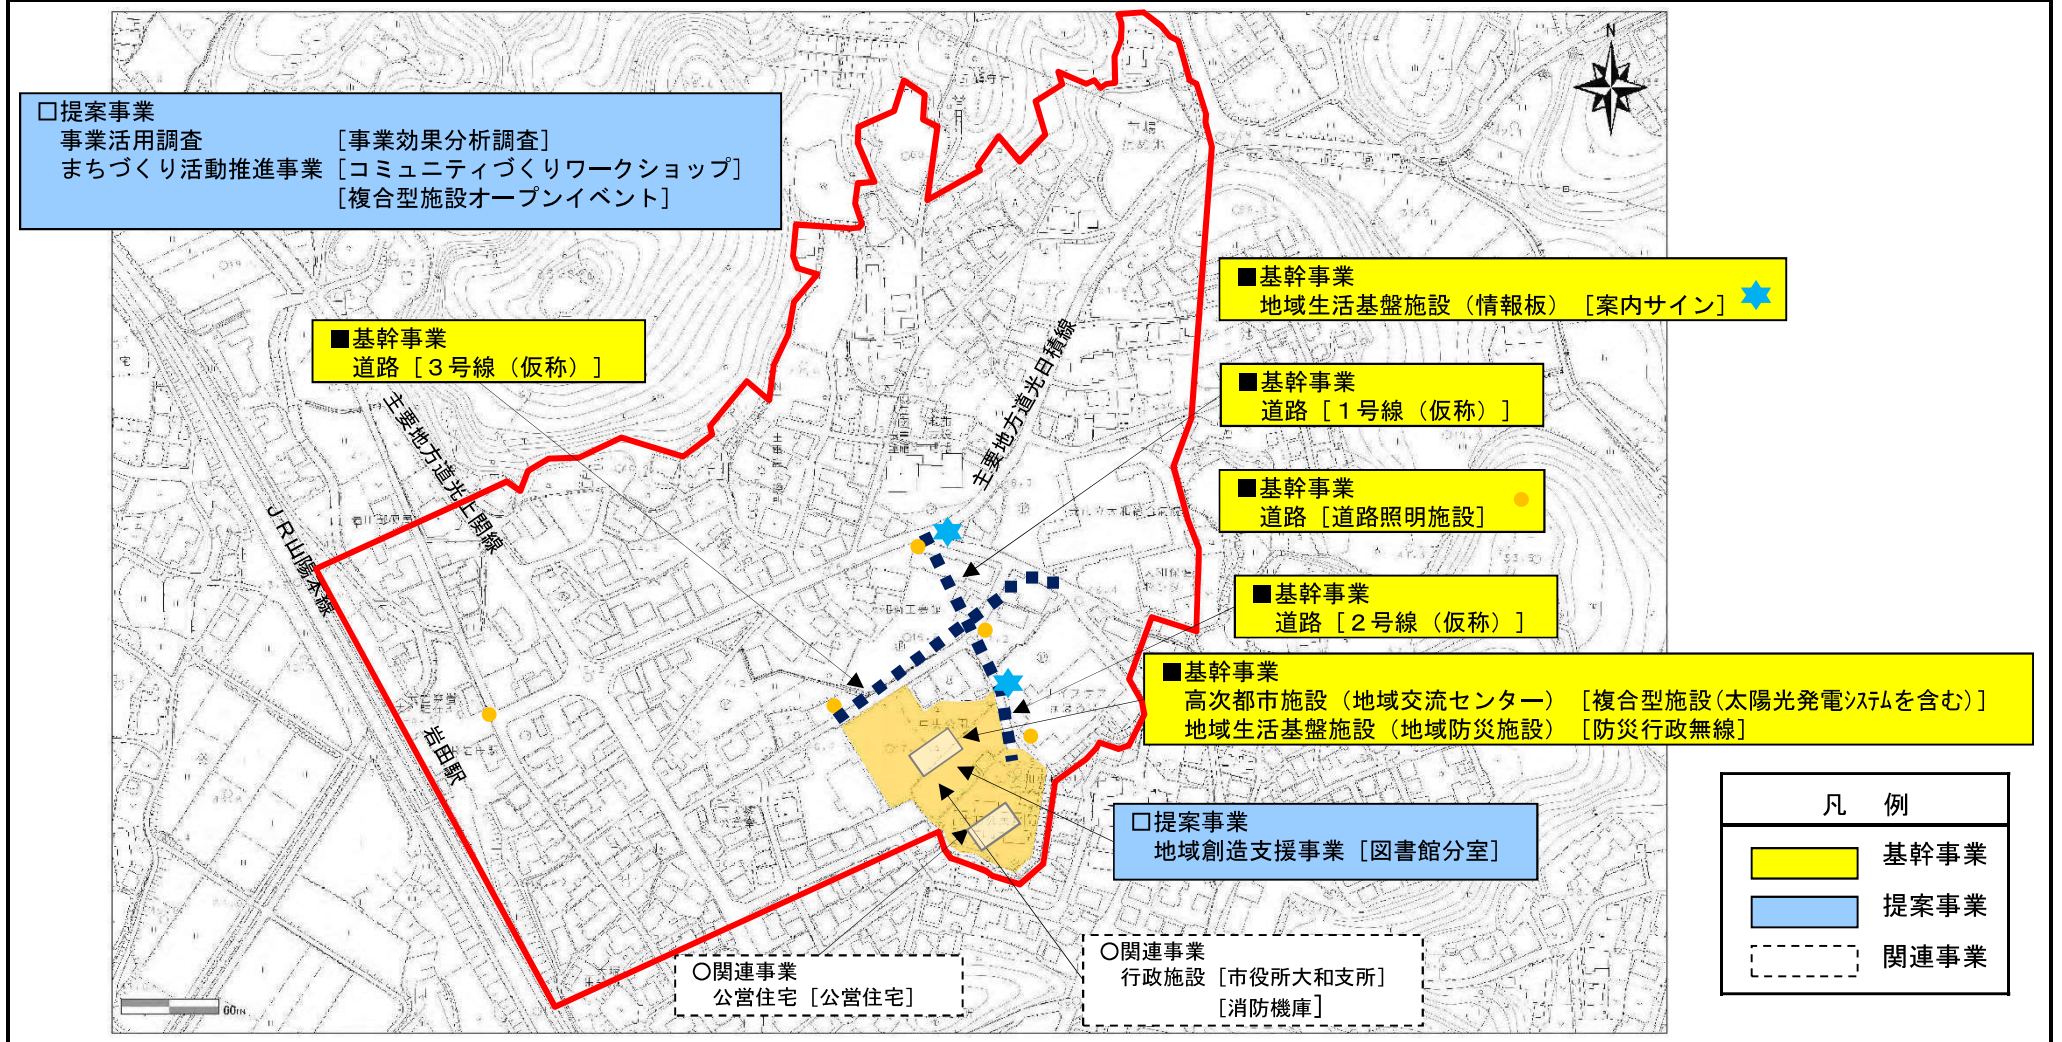 N
□提案事業
事業活用調査 [事業効果分析調査]
まちづくり活動推進事業 [コミュニティづくりワークショップ]
[複合型施設オープンイベント]
■基幹事業
地域生活基盤施設（情報板） [案内サイン]
■基幹事業
道路 [３号線（仮称）]
■基幹事業
道路 [１号線（仮称）]
主要地方道光日積線
主要地方道光上関線
■基幹事業
道路 [道路照明施設]
JR山陽本線
■基幹事業
道路 [２号線（仮称）]
■基幹事業
高次都市施設（地域交流センター） [複合型施設(太陽光発電ｼｽﾃﾑを含む)]
地域生活基盤施設（地域防災施設） [防災行政無線]
岩田駅
□提案事業
地域創造支援事業 [図書館分室]
凡 例
基幹事業
提案事業
関連事業
○関連事業
公営住宅 [公営住宅]
○関連事業
行政施設 [市役所大和支所]
[消防機庫]
60m